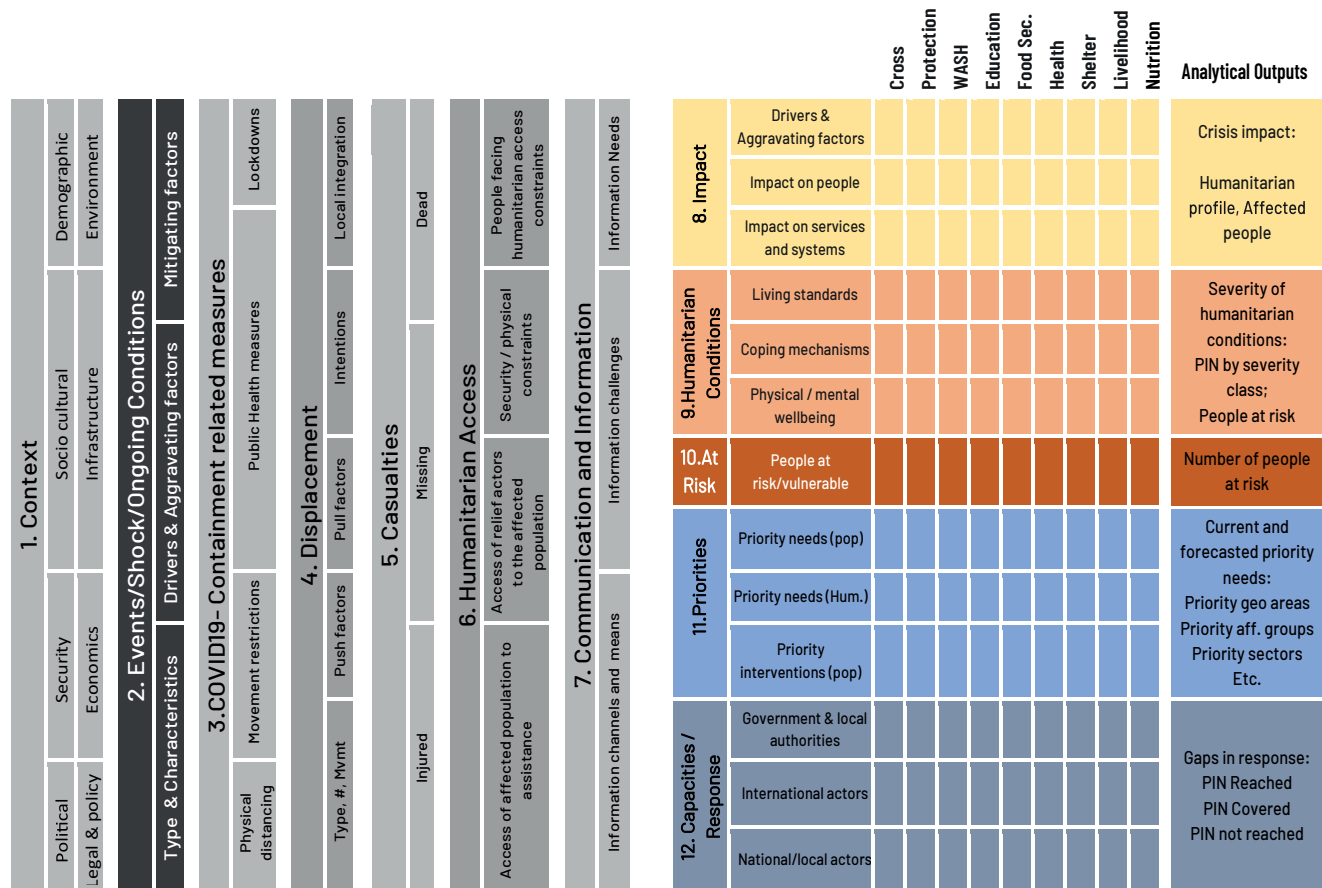 1. Context
Political
Security
Socio cultural
Demographic
Legal & policy
Economics
Infrastructure
Environment
2. Events/Shock/Ongoing Conditions
Type & Characteristics
Drivers & Aggravating factors
Mitigating factors
3.COVID19- Containment related measures
Physical
distancing
Movement restrictions
Public Health measures
Lockdowns
4. Displacement
Type, #, Mvmt
Push factors
Pull factors
Intentions
Local integration
5. Casualties
Injured
Missing
Dead
6. Humanitarian Access
Access of affected population to
assistance
Access of relief actors
to the affected
population
Security / physical
constraints
People facing
humanitarian access
constraints
7. Communication and Information
Information channels and means
Information challenges
Information Needs
Cross
Protection
WASH
Education
Food Sec.
Health
Shelter
Livelihood
Nutrition
Analytical Outputs
8. Impact
Drivers &
Aggravating factors
Impact on people
Impact on services
and systems
Crisis impact:
Humanitarian
profile, Affected
people
9.Humanitarian
Conditions
Living standards
Coping mechanisms
Physical / mental
wellbeing
Severity of
humanitarian
conditions:
PIN by severity
class;
People at risk
10.At
Risk
People at
risk/vulnerable
Number of people
at risk
11.Priorities
Priority needs (pop)
Priority needs (Hum.)
Priority
interventions (pop)
Current and
forecasted priority
needs:
Priority geo areas
Priority aff. groups
Priority sectors
Etc.
12. Capacities /
Response
Government & local
authorities
International actors
National/local actors
Gaps in response:
PIN Reached
PIN Covered
PIN not reached